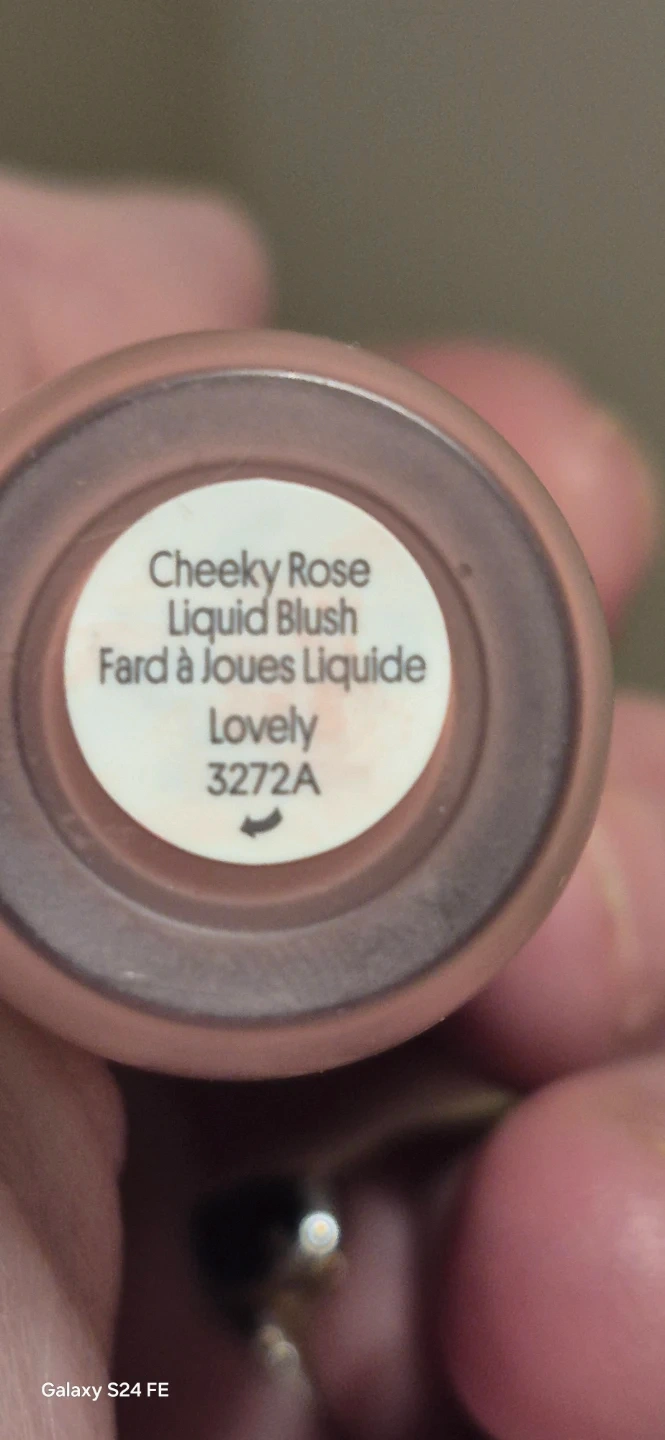 Cheeky Rose
Liquid Blush
Fard à Joues Liquide
Lovely
3272A
Galaxy S24 FE